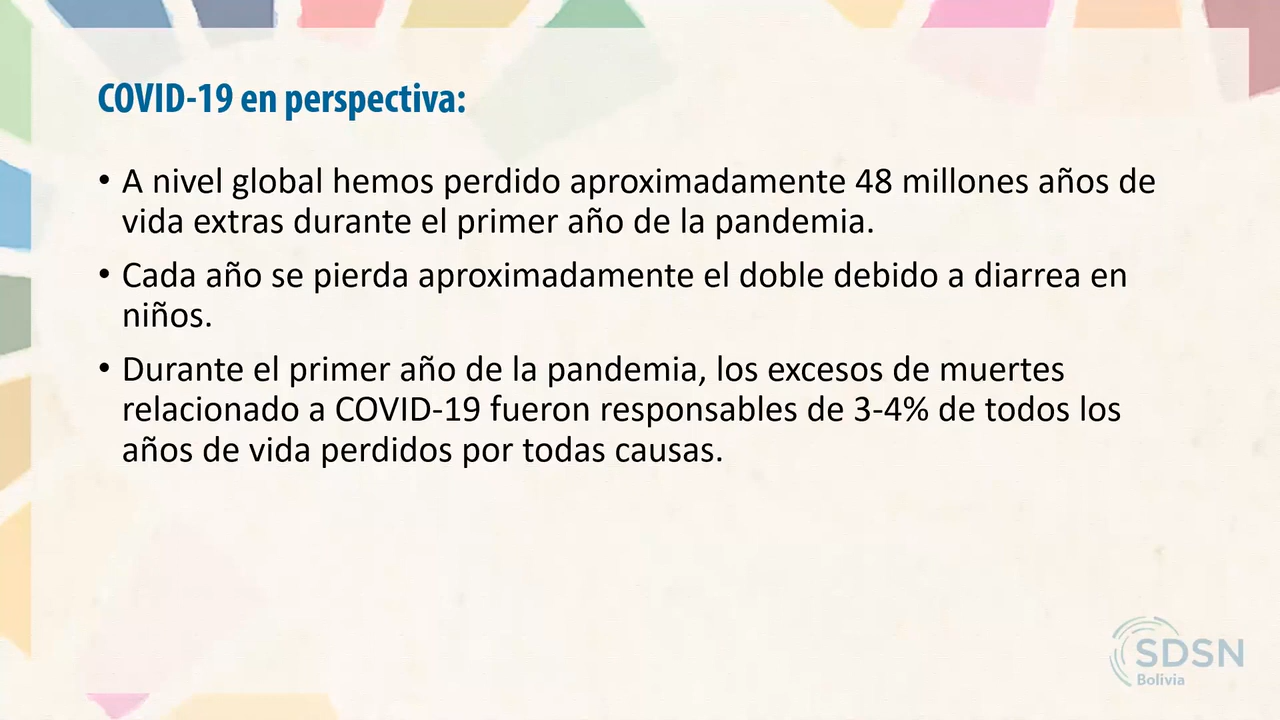 COVID-19 en perspectiva:
• A nivel global hemos perdido aproximadamente 48 millones años de
vida extras durante el primer año de la pandemia.
• Cada año se pierda aproximadamente el doble debido a diarrea en
niños.
• Durante el primer año de la pandemia, los excesos de muertes
relacionado a COVID-19 fueron responsables de 3-4% de todos los
años de vida perdidos por todas causas.
SDSN
Bolivia